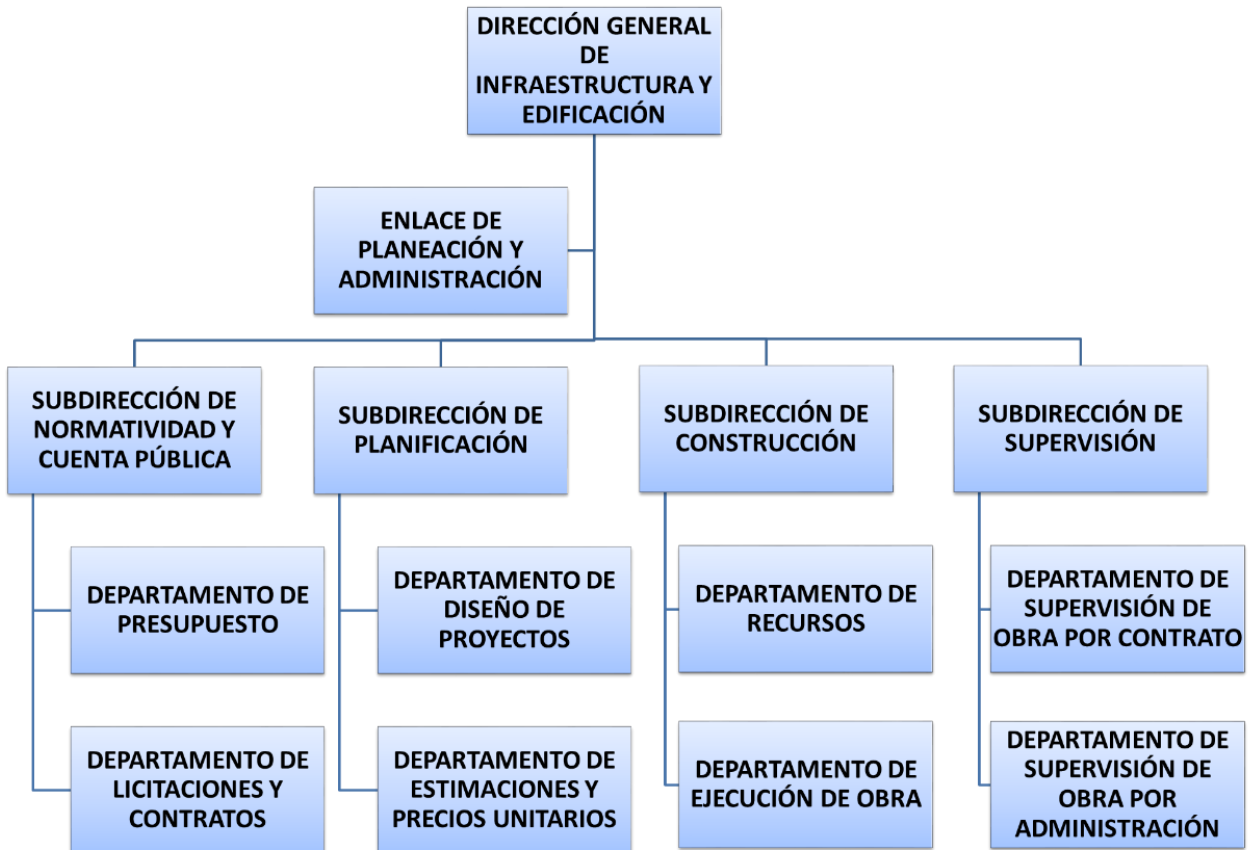 DIRECCIÓN GENERAL
DE
INFRAESTRUCTURA Y
EDIFICACIÓN
ENLACE DE
PLANEACIÓN Y
ADMINISTRACIÓN
SUBDIRECCIÓN DE
NORMATIVIDAD Y
CUENTA PÚBLICA
SUBDIRECCIÓN DE
PLANIFICACIÓN
SUBDIRECCIÓN DE
CONSTRUCCIÓN
SUBDIRECCIÓN DE
SUPERVISIÓN
DEPARTAMENTO DE
PRESUPUESTO
DEPARTAMENTO DE
DISEÑO DE
PROYECTOS
DEPARTAMENTO DE
RECURSOS
DEPARTAMENTO DE
SUPERVISIÓN DE
OBRA POR CONTRATO
DEPARTAMENTO DE
LICITACIONES Y
CONTRATOS
DEPARTAMENTO DE
ESTIMACIONES Y
PRECIOS UNITARIOS
DEPARTAMENTO DE
EJECUCIÓN DE OBRA
DEPARTAMENTO DE
SUPERVISIÓN DE
OBRA POR
ADMINISTRACIÓN